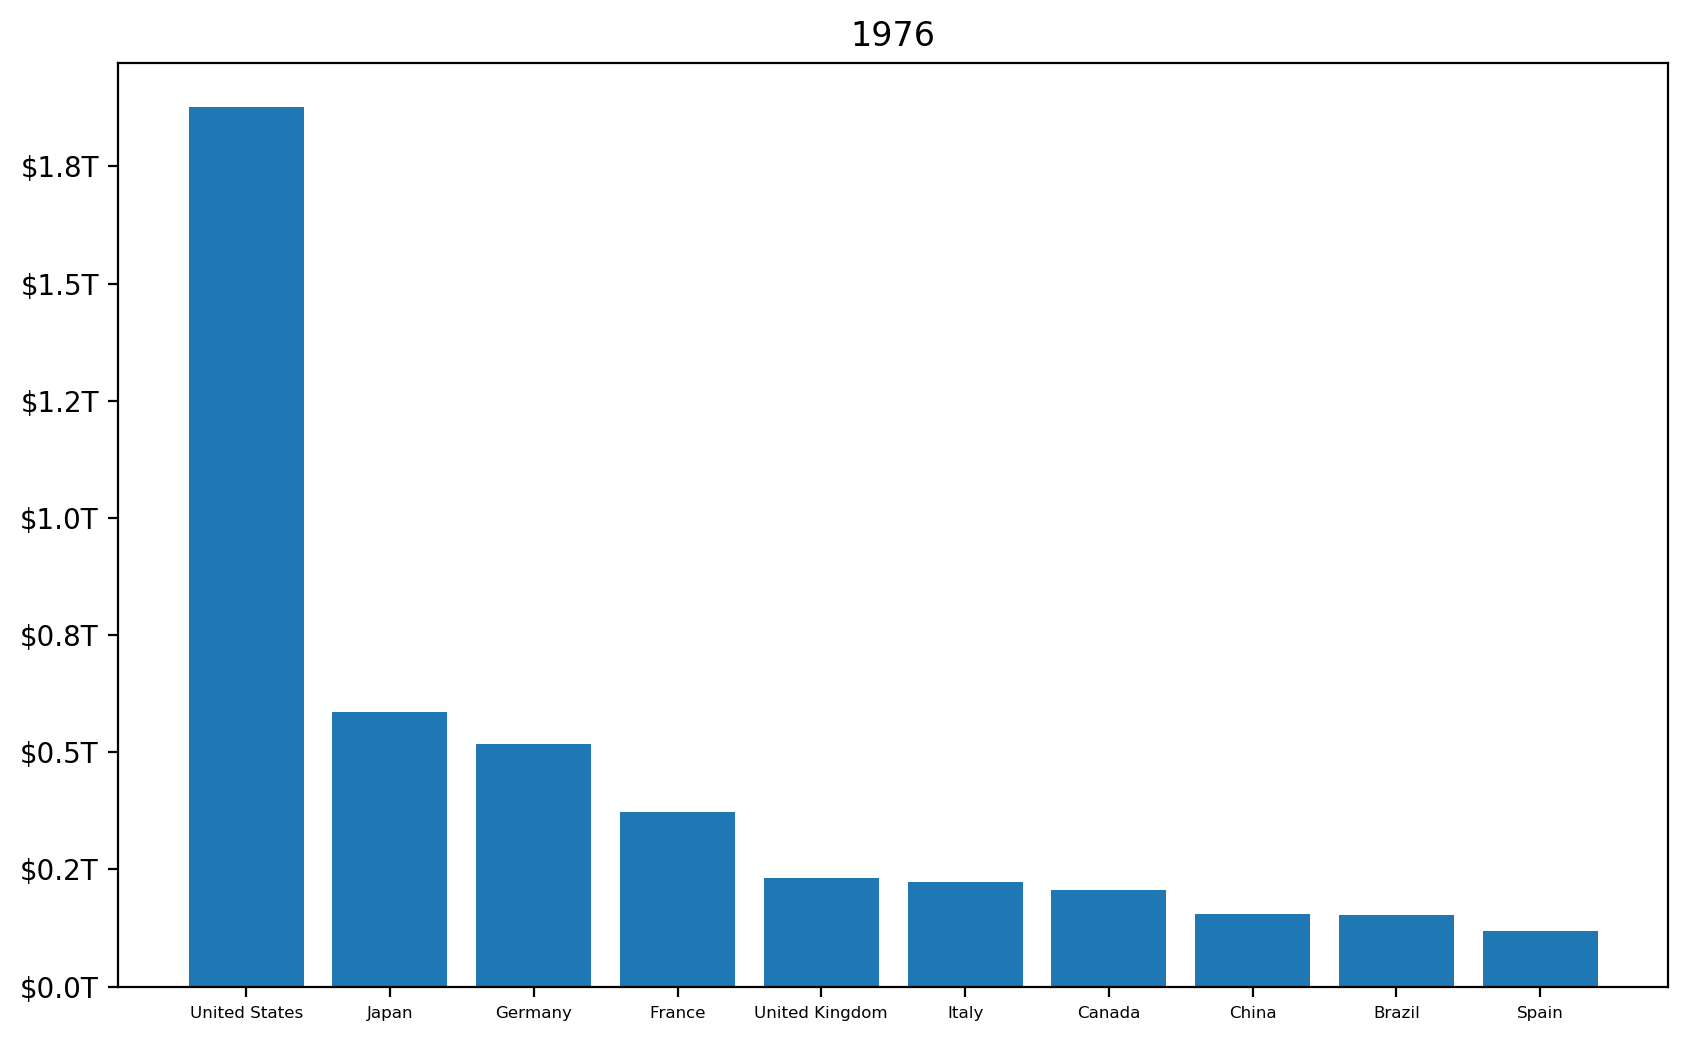 1976
$1.8T
$1.5T
$1.2T
$1.0T
$0.8T
$0.5T
$0.2T
$0.0T
United States Japan Germany France United Kingdom Italy Canada China Brazil Spain